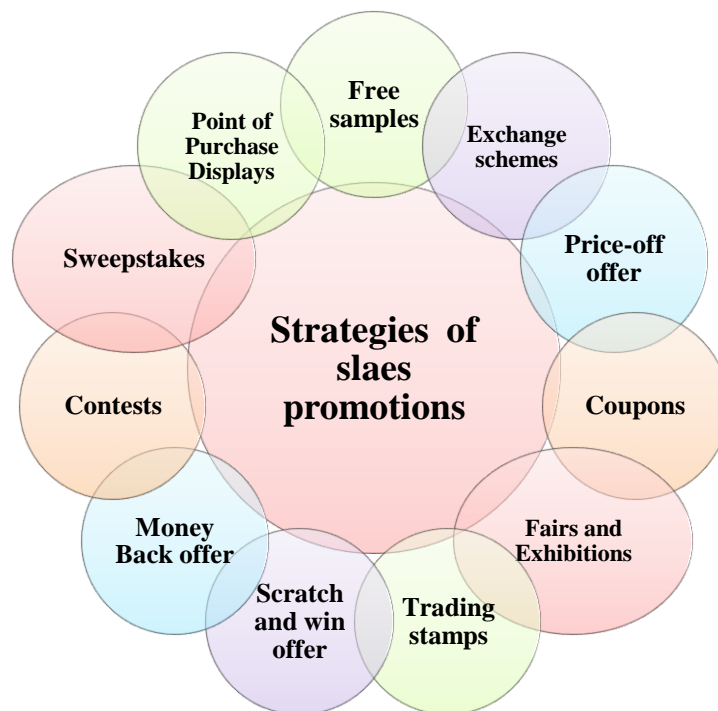 Free
samples
Exchange
schemes
Price-off
offer
Coupons
Fairs and
Exhibitions
Trading
stamps
Scratch
and win
offer
Money
Back offer
Contests
Sweepstakes
Point of
Purchase
Displays
Strategies of
slaes
promotions